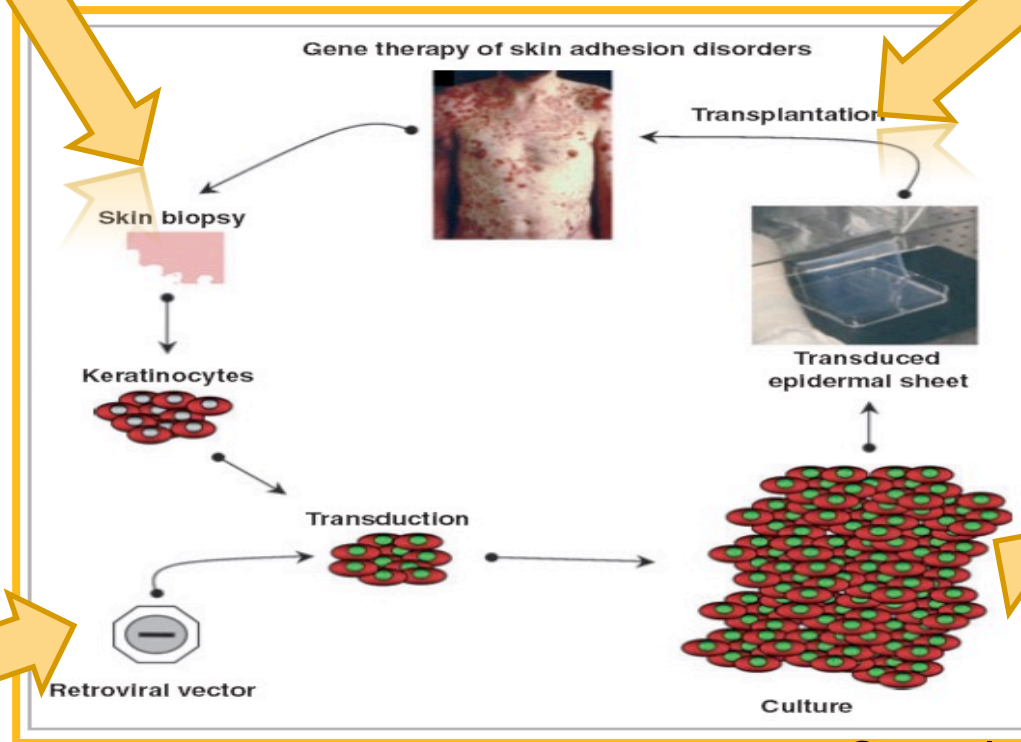 Gene therapy of skin adhesion disorders
Transplantation
Skin biopsy
Keratinocytes
Transduced
epidermal sheet
Transduction
Retroviral vector
Culture